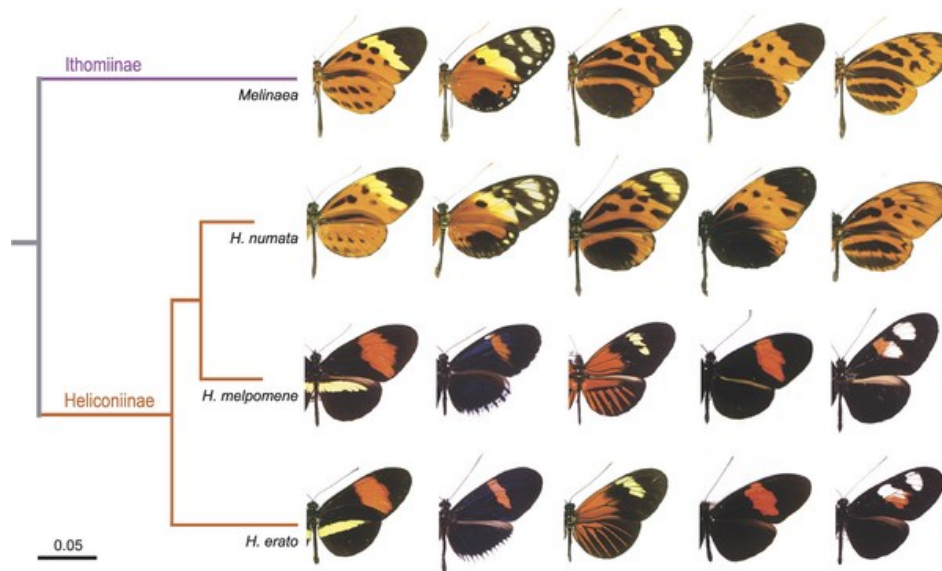 Ithomiinae
Melinaea
H. numata
Heliconiinae
H. melpomene
H. erato
0.05